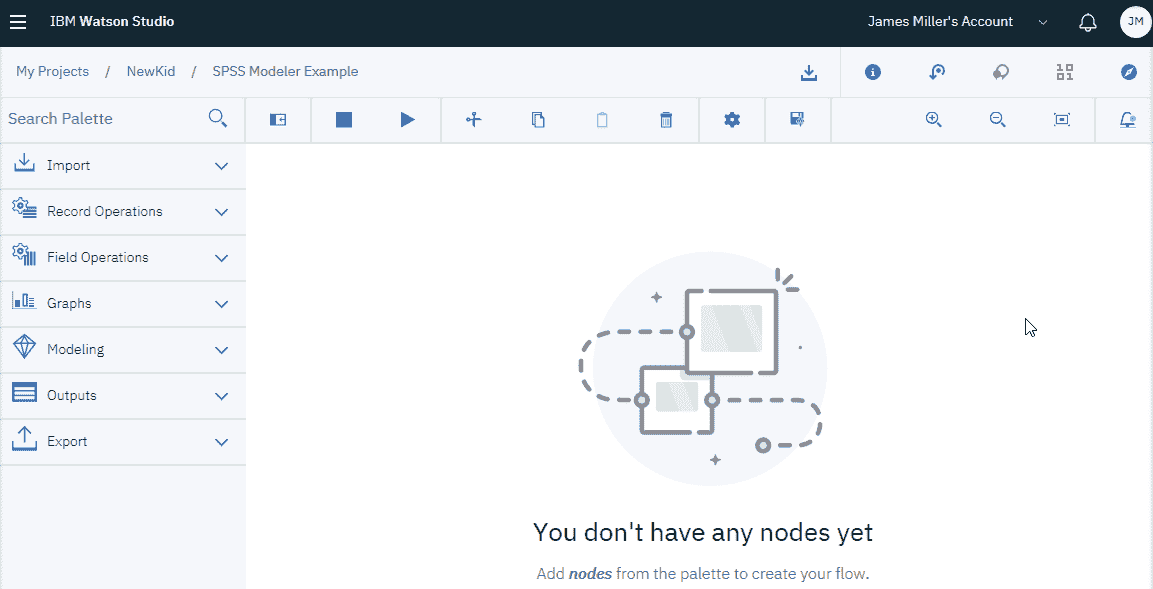 IBM Watson Studio
James Miller's Account
JM
My Projects / NewKid / SPSS Modeler Example
Search Palette
Import
Record Operations
Field Operations
Graphs
Modeling
Outputs
Export
You don't have any nodes yet
Add nodes from the palette to create your flow.